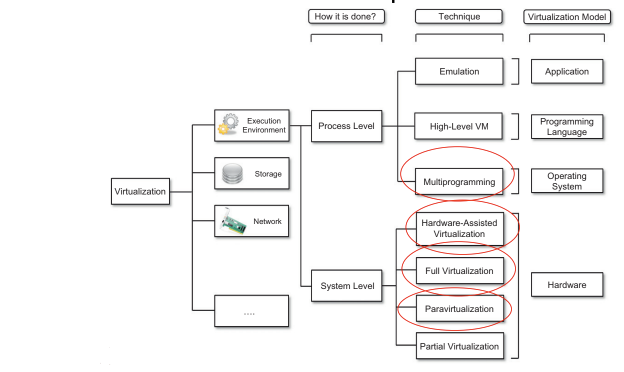 How it is done?
Technique
Virtualization Model
Emulation
Application
Execution
Environment
Process Level
High-Level VM
Programming
Language
Storage
Multiprogramming
Operating
System
Virtualization
Network
Hardware-Assisted
Virtualization
Full Virtualization
System Level
Hardware
Paravirtualization
....
Partial Virtualization